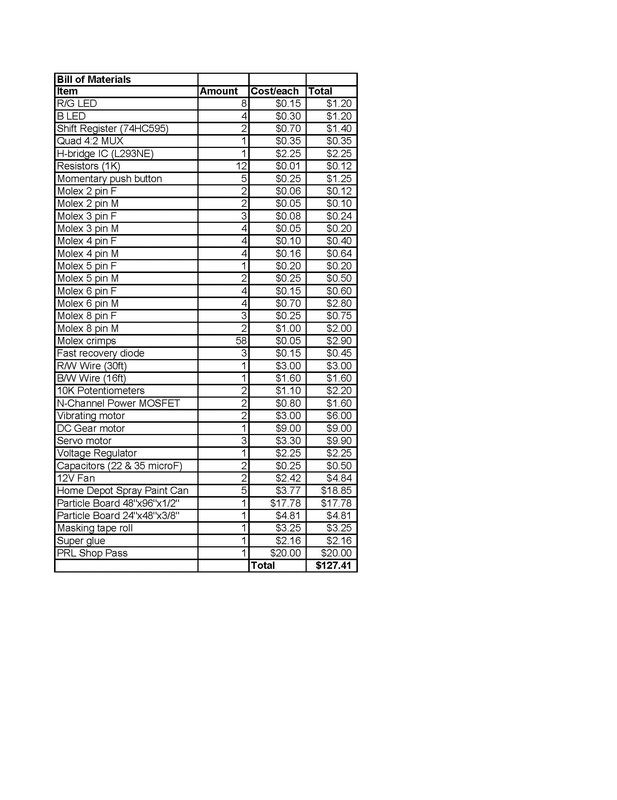 Bill of Materials
Item Amount Cost/each Total
R/G LED 8 $0.15 $1.20
B LED 4 $0.30 $1.20
Shift Register (74HC595) 2 $0.70 $1.40
Quad 4:2 MUX 1 $0.35 $0.35
H-bridge IC (L293NE) 1 $2.25 $2.25
Resistors (1K) 12 $0.01 $0.12
Momentary push button 5 $0.25 $1.25
Molex 2 pin F 2 $0.06 $0.12
Molex 2 pin M 2 $0.05 $0.10
Molex 3 pin F 3 $0.08 $0.24
Molex 3 pin M 4 $0.05 $0.20
Molex 4 pin F 4 $0.10 $0.40
Molex 4 pin M 4 $0.16 $0.64
Molex 5 pin F 1 $0.20 $0.20
Molex 5 pin M 2 $0.25 $0.50
Molex 6 pin F 4 $0.15 $0.60
Molex 6 pin M 4 $0.70 $2.80
Molex 8 pin F 3 $0.25 $0.75
Molex 8 pin M 2 $1.00 $2.00
Molex crimps 58 $0.05 $2.90
Fast recovery diode 3 $0.15 $0.45
R/W Wire (30ft) 1 $3.00 $3.00
B/W Wire (16ft) 1 $1.60 $1.60
10K Potentiometers 2 $1.10 $2.20
N-Channel Power MOSFET 2 $0.80 $1.60
Vibrating motor 2 $3.00 $6.00
DC Gear motor 1 $9.00 $9.00
Servo motor 3 $3.30 $9.90
Voltage Regulator 1 $2.25 $2.25
Capacitors (22 & 35 microF) 2 $0.25 $0.50
12V Fan 2 $2.42 $4.84
Home Depot Spray Paint Can 5 $3.77 $18.85
Particle Board 48"x96"x1/2" 1 $17.78 $17.78
Particle Board 24"x48"x3/8" 1 $4.81 $4.81
Masking tape roll 1 $3.25 $3.25
Super glue 1 $2.16 $2.16
PRL Shop Pass 1 $20.00 $20.00
Total $127.41